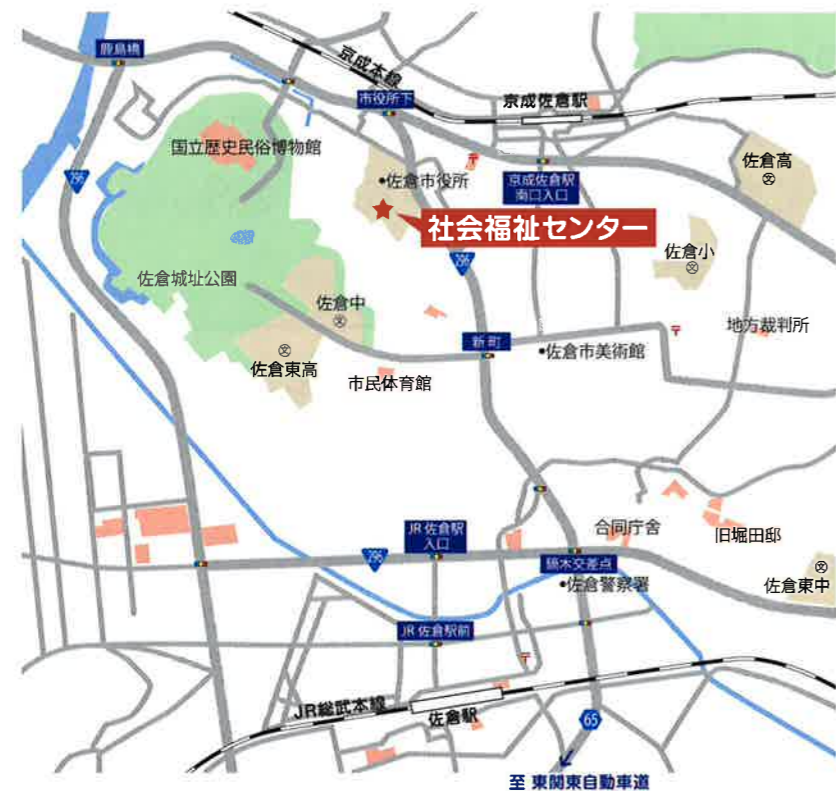 鹿島橋
京成本線
市役所下
京成佐倉駅
国立歴史民俗博物館
佐倉高
文
296
佐倉市役所
京成佐倉駅
南口入口
社会福祉センター
佐倉小
文
296
佐倉城址公園
佐倉中
文
地方裁判所
新町
佐倉市美術館
文
佐倉東高
市民体育館
JR佐倉駅
入口
合同庁舎
旧堀田邸
296
鏑木交差点
文
佐倉警察署
佐倉東中
JR佐倉駅前
JR総武本線
佐倉駅
65
至 東関東自動車道